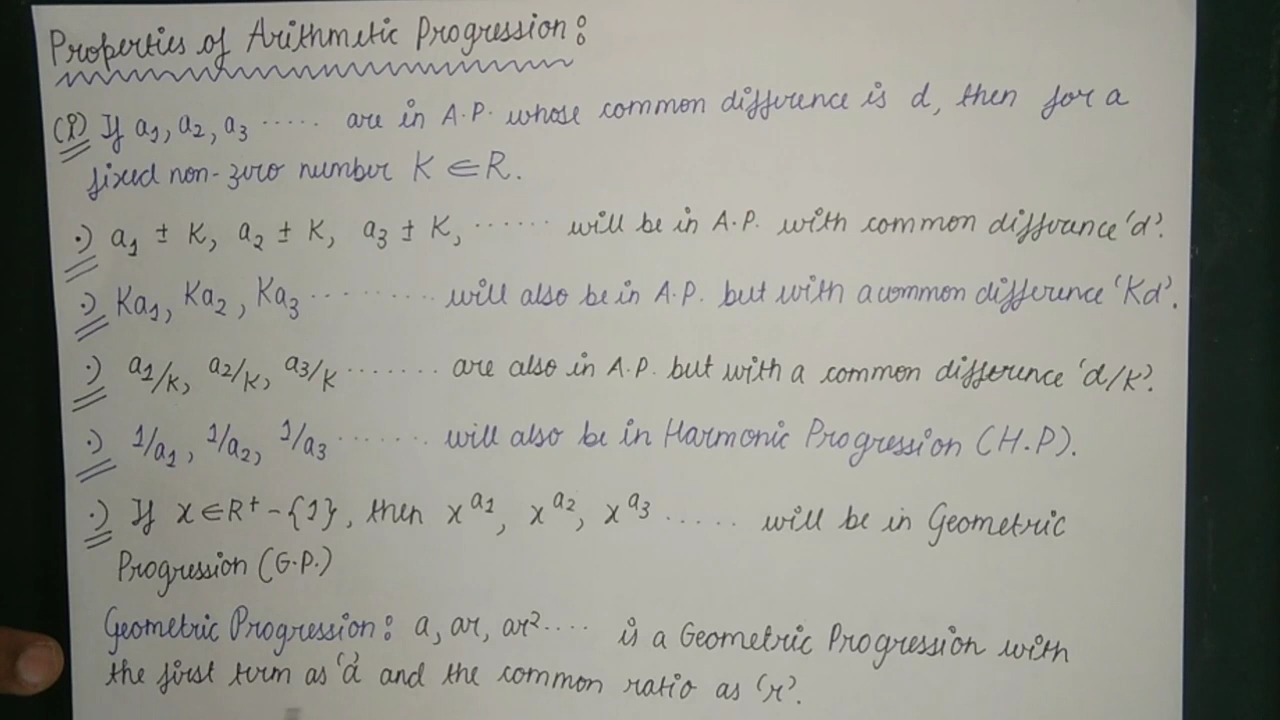 Properties of Arithmetic Progression:
(i) If a₁, a₂, a₃ ..... are in A.P. whose common difference is d, then for a
fixed non-zero number K ∈ R.
·) a₁ ± K, a₂ ± K, a₃ ± K, ...... will be in A.P. with common difference 'd'.
·) Ka₁, Ka₂, Ka₃ ......... will also be in A.P. but with a common difference 'Kd'.
·) a₁/K, a₂/K, a₃/K ....... are also in A.P. but with a common difference 'd/K'.
·) 1/a₁, 1/a₂, 1/a₃ ...... will also be in Harmonic Progression (H.P).
·) If x ∈ R⁺ - {1}, then x^a₁, x^a₂, x^a₃ ..... will be in Geometric
Progression (G.P.)
Geometric Progression: a, ar, ar² .... is a Geometric Progression with
the first term as 'a' and the common ratio as 'r'.